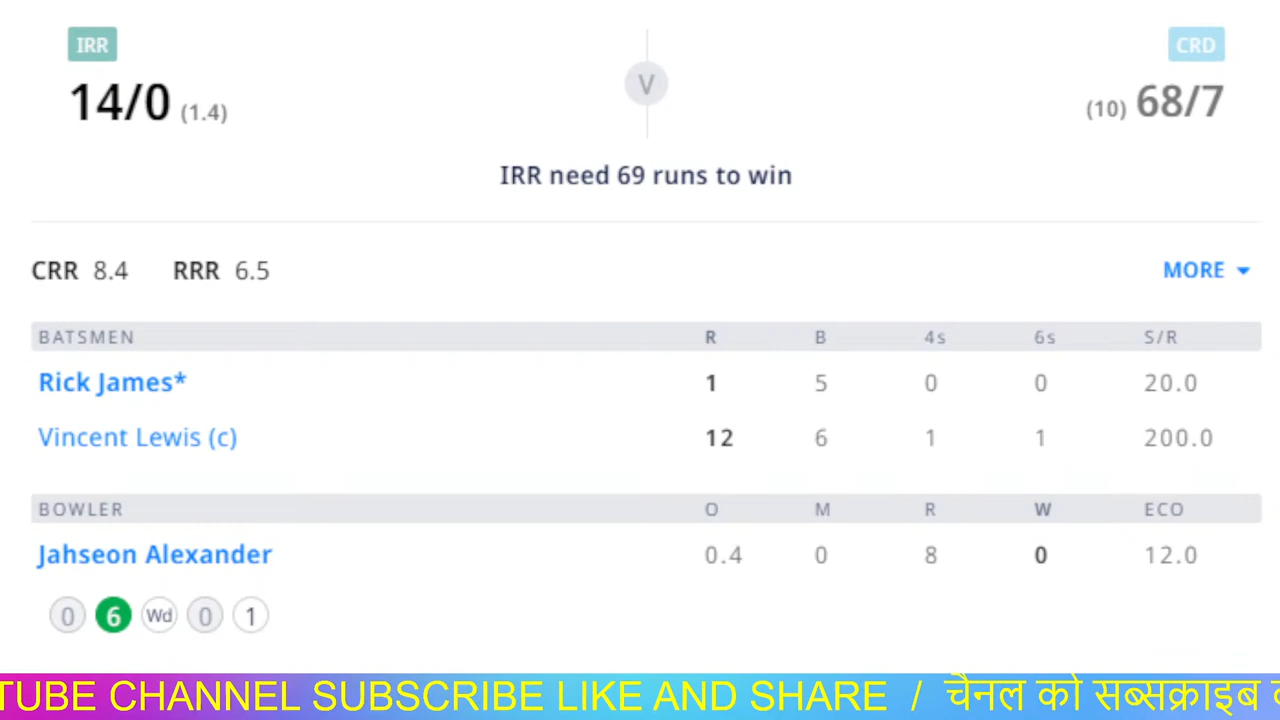 IRR
CRD
V
14/0 (1.4)
(10) 68/7
IRR need 69 runs to win
CRR 8.4 RRR 6.5
MORE
BATSMEN R B 4s 6s S/R
Rick James* 1 5 0 0 20.0
Vincent Lewis (c) 12 6 1 1 200.0
BOWLER O M R W ECO
Jahseon Alexander 0.4 0 8 0 12.0
0 6 Wd 0 1
TUBE CHANNEL SUBSCRIBE LIKE AND SHARE / चैनल को सब्सक्राइब